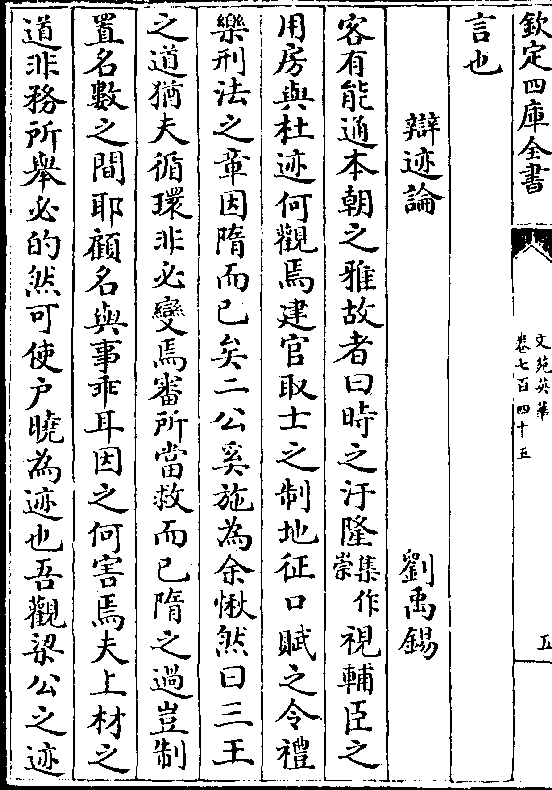 欽定四庫全書
文苑英華
卷七百四十五
五
言也
辯迹論
劉禹錫
客有能通本朝之雅故者曰時之汙隆集作崇視輔臣之
用房與杜迹何觀焉建官取士之制地征口賦之令禮
樂刑法之章因隋而已矣二公奚施為余愀然曰三王
之道猶夫循環非必變焉審所當救而已隋之過豈制
置名數之間耶顧名與事乖耳因之何害焉夫上材之
道非務所舉必的然可使户曉為迹也吾觀梁公之迹